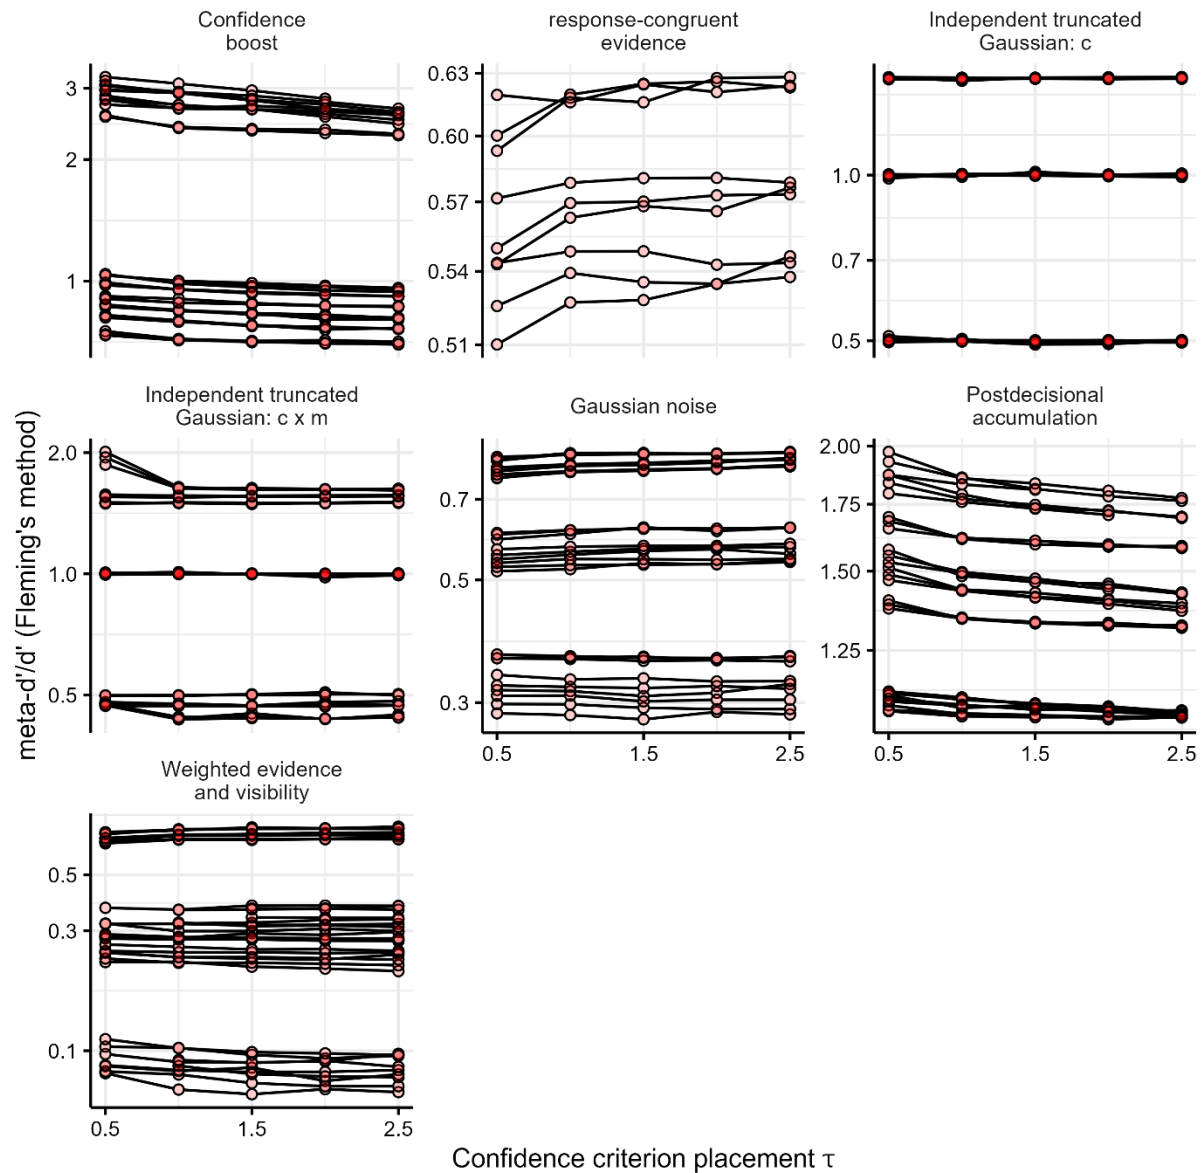 Confidence
boost
response-congruent
evidence
Independent truncated
Gaussian: c
3
2
1
0.63
0.60
0.57
0.54
0.51
1.0
0.7
0.5
meta-d'/d' (Fleming's method)
Independent truncated
Gaussian: c x m
Gaussian noise
Postdecisional
accumulation
2.0
1.0
0.5
0.7
0.5
0.3
0.5
1.5
2.5
2.00
1.75
1.50
1.25
0.5
1.5
2.5
Weighted evidence
and visibility
0.5
0.3
0.1
0.5
1.5
2.5
Confidence criterion placement τ